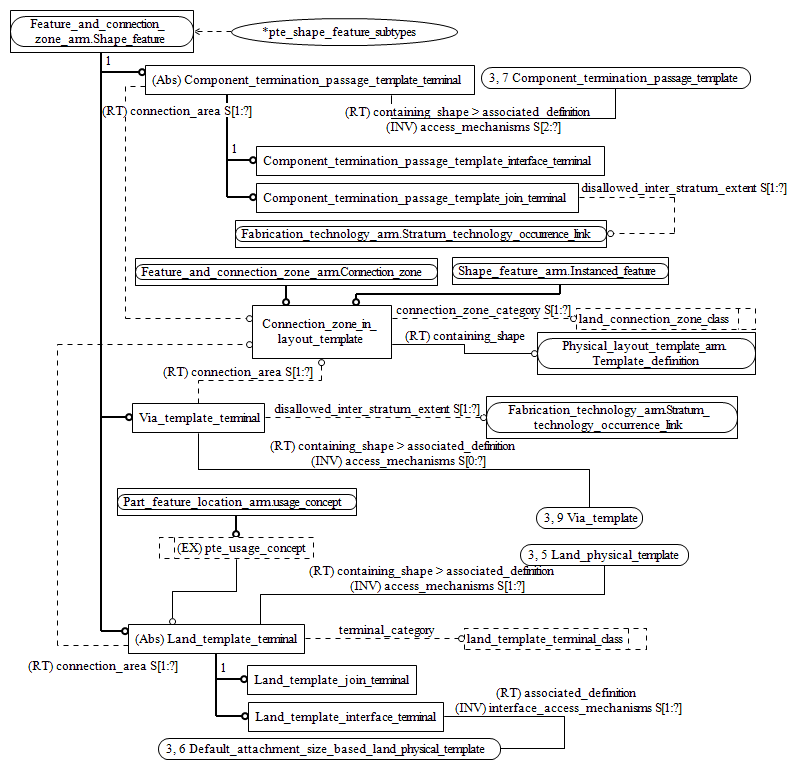 Feature_and_connection_
zone_arm.Shape_feature
*pte_shape_feature_subtypes
1
(Abs) Component_termination_passage_template_terminal
3, 7 Component_termination_passage_template
(RT) connection_area S[1:?]
(RT) containing_shape > associated_definition
(INV) access_mechanisms S[2:?]
1
Component_termination_passage_template_interface_terminal
Component_termination_passage_template_join_terminal
disallowed_inter_stratum_extent S[1:?]
Fabrication_technology_arm.Stratum_technology_occurrence_link
Feature_and_connection_zone_arm.Connection_zone
Shape_feature_arm.Instanced_feature
Connection_zone_in_
layout_template
connection_zone_category S[1:?]
land_connection_zone_class
(RT) containing_shape
Physical_layout_template_arm.
Template_definition
(RT) connection_area S[1:?]
Via_template_terminal
disallowed_inter_stratum_extent S[1:?]
Fabrication_technology_arm.Stratum_
technology_occurrence_link
(RT) containing_shape > associated_definition
(INV) access_mechanisms S[0:?]
Part_feature_location_arm.usage_concept
3, 9 Via_template
(EX) pte_usage_concept
3, 5 Land_physical_template
(RT) containing_shape > associated_definition
(INV) access_mechanisms S[1:?]
(Abs) Land_template_terminal
terminal_category
land_template_terminal_class
(RT) connection_area S[1:?]
1
Land_template_join_terminal
Land_template_interface_terminal
(RT) associated_definition
(INV) interface_access_mechanisms S[1:?]
3, 6 Default_attachment_size_based_land_physical_template